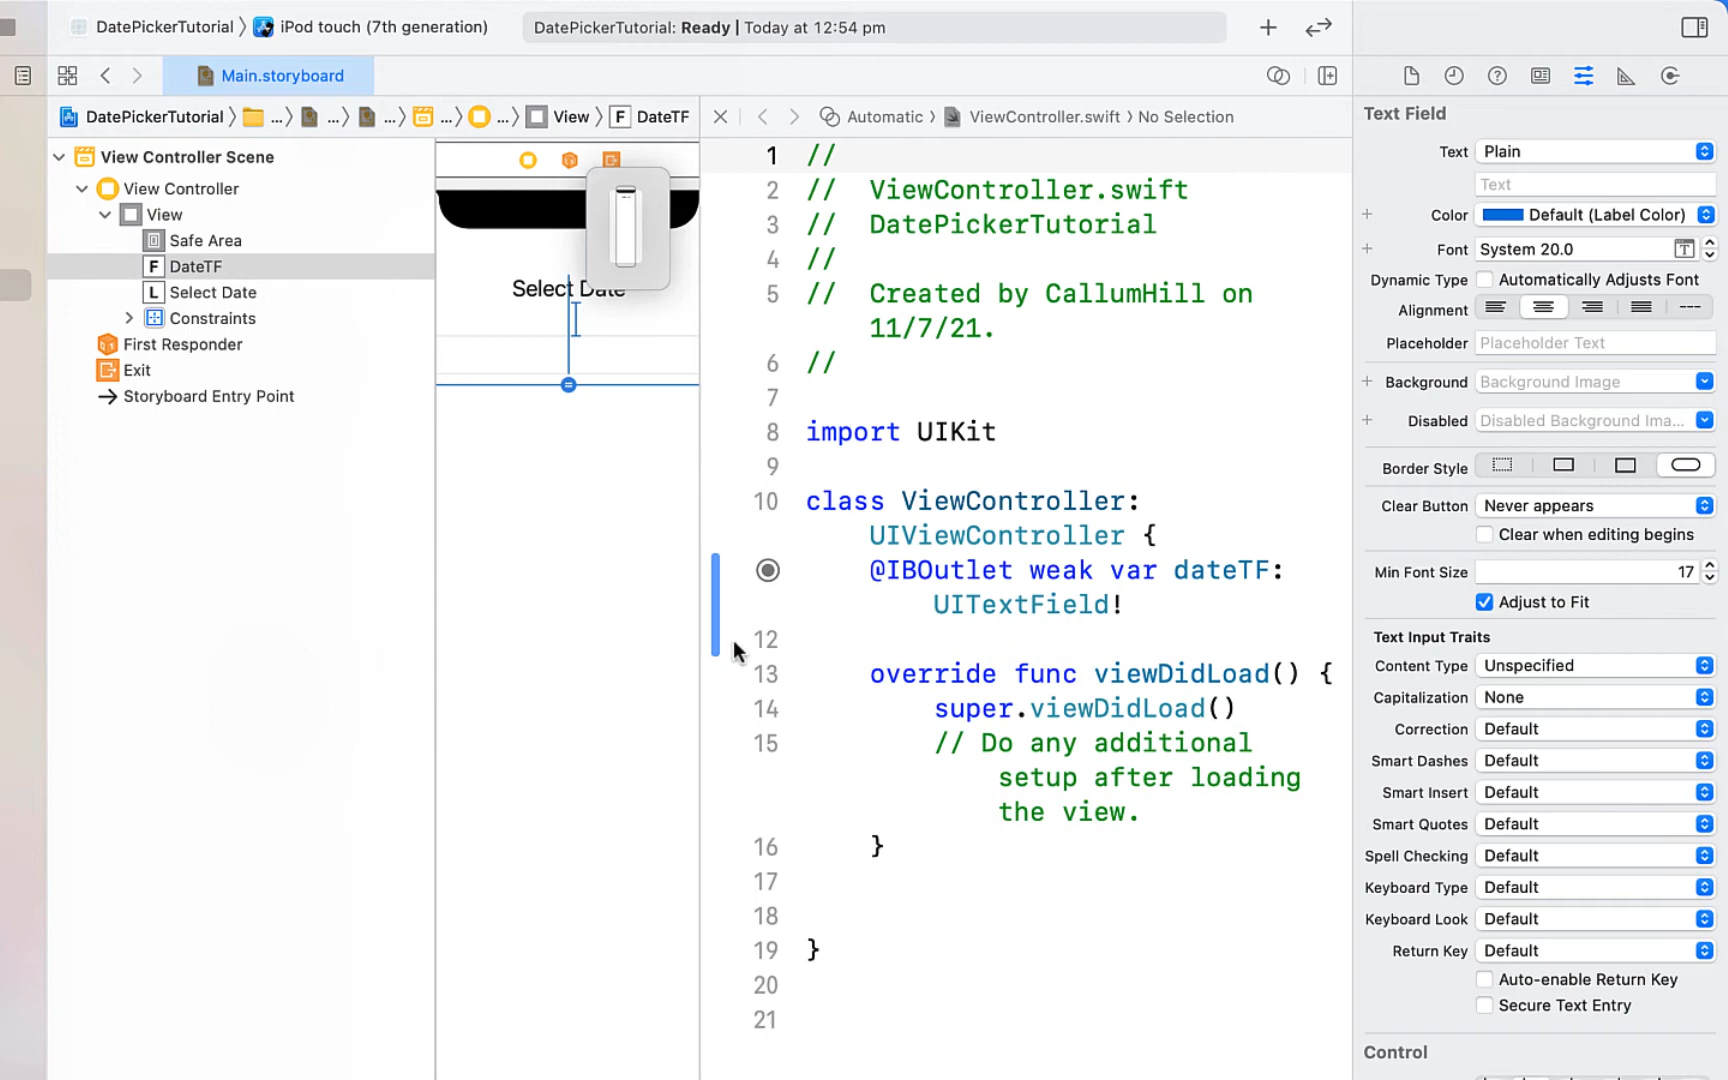 DatePickerTutorial 〉 iPod touch (7th generation)
DatePickerTutorial: Ready | Today at 12:54 pm
Main.storyboard
DatePickerTutorial 〉 ... 〉 ... 〉 ... 〉 ... 〉 ... 〉 View 〉 F DateTF
Automatic 〉 ViewController.swift 〉 No Selection
View Controller Scene
View Controller
View
Safe Area
F DateTF
L Select Date
Constraints
First Responder
Exit
Storyboard Entry Point
Select Date
1 //
2 //  ViewController.swift
3 //  DatePickerTutorial
4 //
5 //  Created by CallumHill on
11/7/21.
6 //
7
8 import UIKit
9
10 class ViewController:
UIViewController {
@IBOutlet weak var dateTF:
UITextField!
12
13 override func viewDidLoad() {
14 super.viewDidLoad()
15 // Do any additional
setup after loading
the view.
16 }
17
18
19 }
20
21
Text Field
Text Plain
Text
Color Default (Label Color)
Font System 20.0
Dynamic Type Automatically Adjusts Font
Alignment
Placeholder Placeholder Text
Background Background Image
Disabled Disabled Background Ima...
Border Style
Clear Button Never appears
Clear when editing begins
Min Font Size 17
Adjust to Fit
Text Input Traits
Content Type Unspecified
Capitalization None
Correction Default
Smart Dashes Default
Smart Insert Default
Smart Quotes Default
Spell Checking Default
Keyboard Type Default
Keyboard Look Default
Return Key Default
Auto-enable Return Key
Secure Text Entry
Control